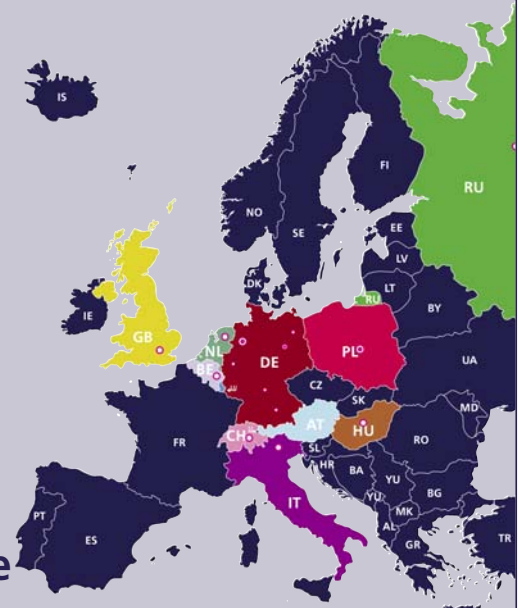 IS
FI
RU
NO
SE
EE
LV
DK
LT
RU
BY
IE
GB
NL
BE
DE
PL
UA
LU
CZ
SK
MD
FR
CH
AT
HU
RO
SL
HR
BA
YU
YU
BG
IT
MK
AL
PT
ES
GR
TR
e